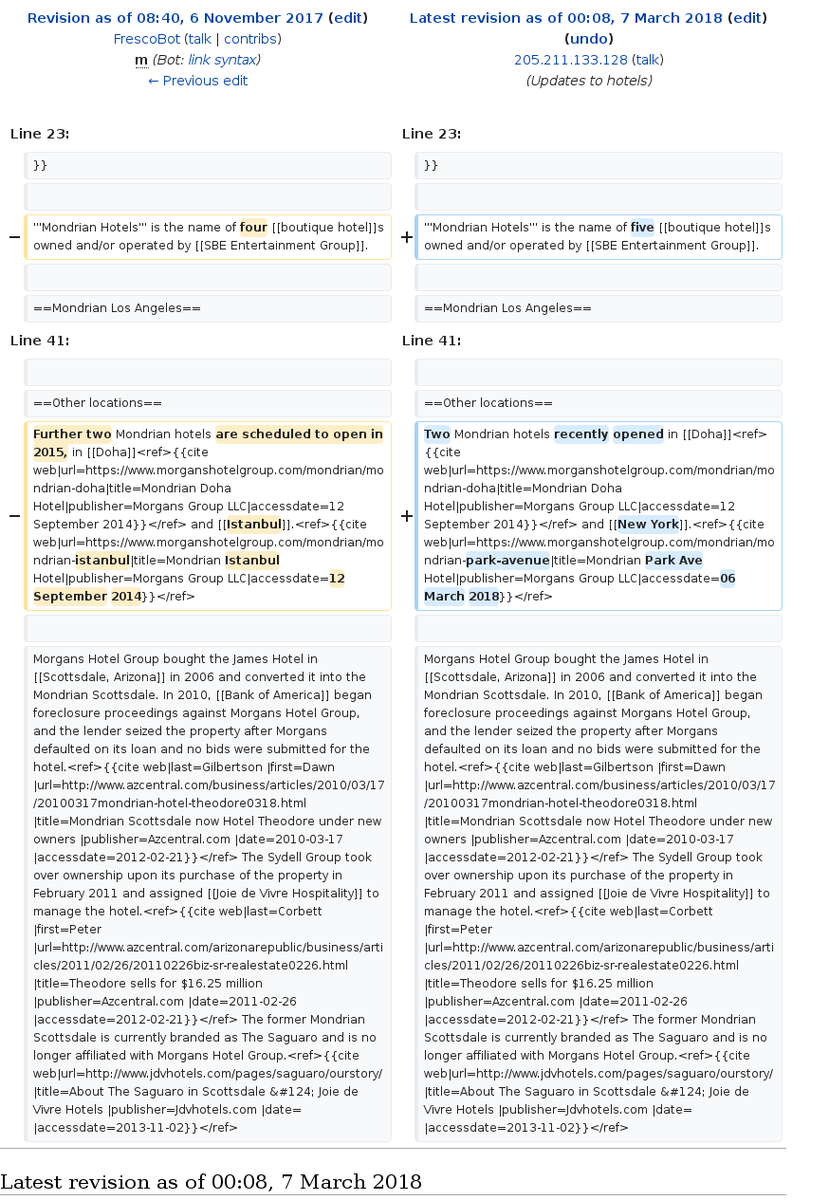 Revision as of 08:40, 6 November 2017 (edit)
FrescoBot (talk | contribs)
m (Bot: link syntax)
← Previous edit
Latest revision as of 00:08, 7 March 2018 (edit)
(undo)
205.211.133.128 (talk)
(Updates to hotels)
Line 23:
Line 23:
}}
}}
−
'''Mondrian Hotels''' is the name of four [[boutique hotel]]s
owned and/or operated by [[SBE Entertainment Group]].
+
'''Mondrian Hotels''' is the name of five [[boutique hotel]]s
owned and/or operated by [[SBE Entertainment Group]].
==Mondrian Los Angeles==
==Mondrian Los Angeles==
Line 41:
Line 41:
==Other locations==
==Other locations==
−
Further two Mondrian hotels are scheduled to open in
2015, in [[Doha]]<ref>{{cite
web|url=https://www.morganshotelgroup.com/mondrian/mo
ndrian-doha|title=Mondrian Doha
Hotel|publisher=Morgans Group LLC|accessdate=12
September 2014}}</ref> and [[Istanbul]].<ref>{{cite
web|url=https://www.morganshotelgroup.com/mondrian/mo
ndrian-istanbul|title=Mondrian Istanbul
Hotel|publisher=Morgans Group LLC|accessdate=12
September 2014}}</ref>
+
Two Mondrian hotels recently opened in [[Doha]]<ref>
{{cite
web|url=https://www.morganshotelgroup.com/mondrian/mo
ndrian-doha|title=Mondrian Doha
Hotel|publisher=Morgans Group LLC|accessdate=12
September 2014}}</ref> and [[New York]].<ref>{{cite
web|url=https://www.morganshotelgroup.com/mondrian/mo
ndrian-park-avenue|title=Mondrian Park Ave
Hotel|publisher=Morgans Group LLC|accessdate=06
March 2018}}</ref>
Morgans Hotel Group bought the James Hotel in
[[Scottsdale, Arizona]] in 2006 and converted it into the
Mondrian Scottsdale. In 2010, [[Bank of America]] began
foreclosure proceedings against Morgans Hotel Group,
and the lender seized the property after Morgans
defaulted on its loan and no bids were submitted for the
hotel.<ref>{{cite web|last=Gilbertson |first=Dawn
|url=http://www.azcentral.com/business/articles/2010/03/17
/20100317mondrian-hotel-theodore0318.html
|title=Mondrian Scottsdale now Hotel Theodore under new
owners |publisher=Azcentral.com |date=2010-03-17
|accessdate=2012-02-21}}</ref> The Sydell Group took
over ownership upon its purchase of the property in
February 2011 and assigned [[Joie de Vivre Hospitality]] to
manage the hotel.<ref>{{cite web|last=Corbett
|first=Peter
|url=http://www.azcentral.com/arizonarepublic/business/arti
cles/2011/02/26/20110226biz-sr-realestate0226.html
|title=Theodore sells for $16.25 million
|publisher=Azcentral.com |date=2011-02-26
|accessdate=2012-02-21}}</ref> The former Mondrian
Scottsdale is currently branded as The Saguaro and is no
longer affiliated with Morgans Hotel Group.<ref>{{cite
web|url=http://www.jdvhotels.com/pages/saguaro/ourstory/
|title=About The Saguaro in Scottsdale &#124; Joie de
Vivre Hotels |publisher=Jdvhotels.com |date=
|accessdate=2013-11-02}}</ref>
Morgans Hotel Group bought the James Hotel in
[[Scottsdale, Arizona]] in 2006 and converted it into the
Mondrian Scottsdale. In 2010, [[Bank of America]] began
foreclosure proceedings against Morgans Hotel Group,
and the lender seized the property after Morgans
defaulted on its loan and no bids were submitted for the
hotel.<ref>{{cite web|last=Gilbertson |first=Dawn
|url=http://www.azcentral.com/business/articles/2010/03/17
/20100317mondrian-hotel-theodore0318.html
|title=Mondrian Scottsdale now Hotel Theodore under new
owners |publisher=Azcentral.com |date=2010-03-17
|accessdate=2012-02-21}}</ref> The Sydell Group took
over ownership upon its purchase of the property in
February 2011 and assigned [[Joie de Vivre Hospitality]] to
manage the hotel.<ref>{{cite web|last=Corbett
|first=Peter
|url=http://www.azcentral.com/arizonarepublic/business/arti
cles/2011/02/26/20110226biz-sr-realestate0226.html
|title=Theodore sells for $16.25 million
|publisher=Azcentral.com |date=2011-02-26
|accessdate=2012-02-21}}</ref> The former Mondrian
Scottsdale is currently branded as The Saguaro and is no
longer affiliated with Morgans Hotel Group.<ref>{{cite
web|url=http://www.jdvhotels.com/pages/saguaro/ourstory/
|title=About The Saguaro in Scottsdale &#124; Joie de
Vivre Hotels |publisher=Jdvhotels.com |date=
|accessdate=2013-11-02}}</ref>
Latest revision as of 00:08, 7 March 2018